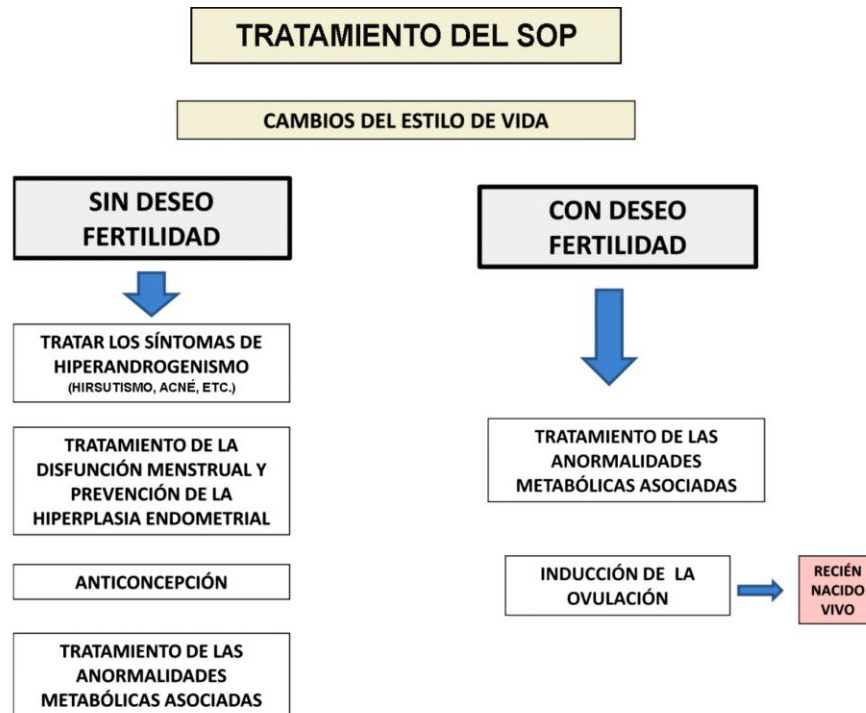 TRATAMIENTO DEL SOP
CAMBIOS DEL ESTILO DE VIDA
SIN DESEO
FERTILIDAD
TRATAR LOS SÍNTOMAS DE
HIPERANDROGENISMO
(HIRSUTISMO, ACNÉ, ETC.)
TRATAMIENTO DE LA
DISFUNCIÓN MENSTRUAL Y
PREVENCIÓN DE LA
HIPERPLASIA ENDOMETRIAL
ANTICONCEPCIÓN
TRATAMIENTO DE LAS
ANORMALIDADES
METABÓLICAS ASOCIADAS
CON DESEO
FERTILIDAD
TRATAMIENTO DE LAS
ANORMALIDADES
METABÓLICAS ASOCIADAS
INDUCCIÓN DE LA
OVULACIÓN
RECIÉN
NACIDO
VIVO